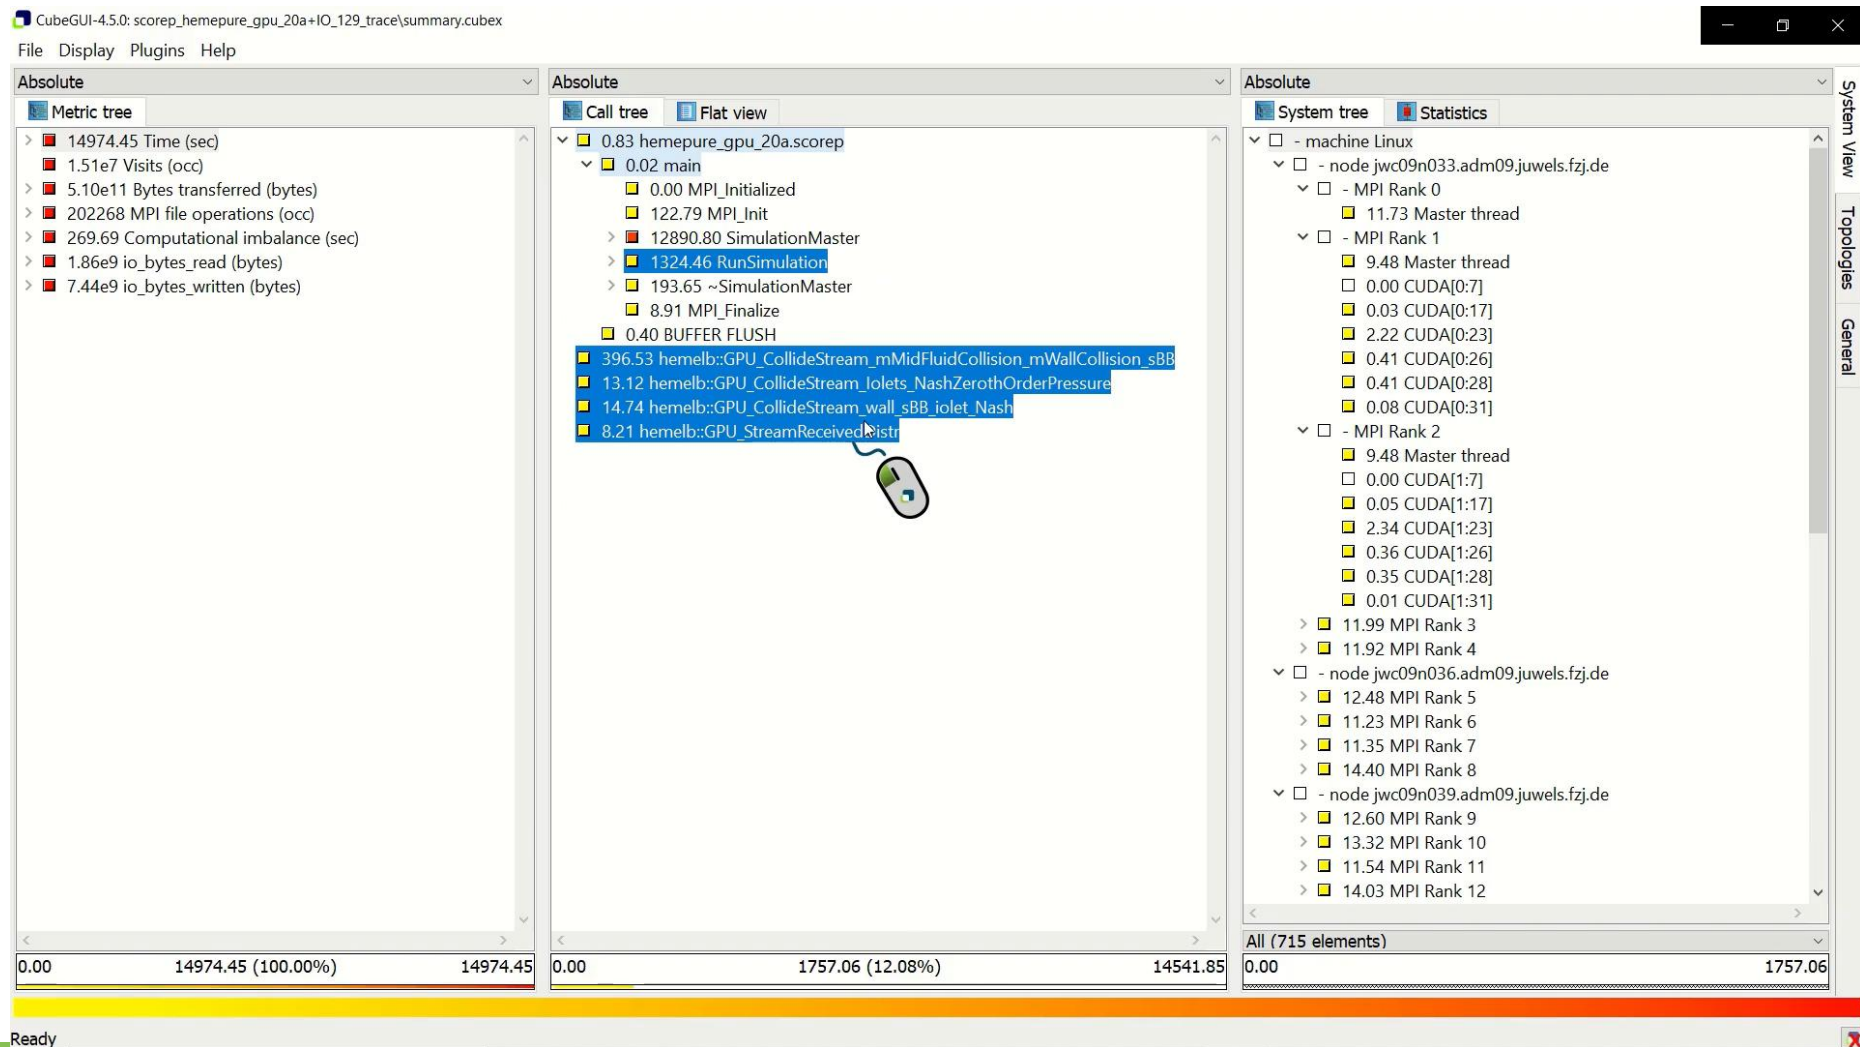 CubeGUI-4.5.0: scorep_hemepure_gpu_20a+IO_129_trace\summary.cubex
File Display Plugins Help
Absolute
Metric tree
14974.45 Time (sec)
1.51e7 Visits (occ)
5.10e11 Bytes transferred (bytes)
202268 MPI file operations (occ)
269.69 Computational imbalance (sec)
1.86e9 io_bytes_read (bytes)
7.44e9 io_bytes_written (bytes)
0.00 14974.45 (100.00%) 14974.45
Absolute
Call tree Flat view
0.83 hemepure_gpu_20a.scorep
0.02 main
0.00 MPI_Initialized
122.79 MPI_Init
12890.80 SimulationMaster
1324.46 RunSimulation
193.65 ~SimulationMaster
8.91 MPI_Finalize
0.40 BUFFER FLUSH
396.53 hemelb::GPU_CollideStream_mMidFluidCollision_mWallCollision_sBB
13.12 hemelb::GPU_CollideStream_Iolets_NashZerothOrderPressure
14.74 hemelb::GPU_CollideStream_wall_sBB_iolet_Nash
8.21
0.00 1757.06 (12.08%) 14541.85
Absolute
System tree Statistics
- machine Linux
- node jwc09n033.adm09.juwels.fzj.de
- MPI Rank 0
11.73 Master thread
- MPI Rank 1
9.48 Master thread
0.00 CUDA[0:7]
0.03 CUDA[0:17]
2.22 CUDA[0:23]
0.41 CUDA[0:26]
0.41 CUDA[0:28]
0.08 CUDA[0:31]
- MPI Rank 2
9.48 Master thread
0.00 CUDA[1:7]
0.05 CUDA[1:17]
2.34 CUDA[1:23]
0.36 CUDA[1:26]
0.35 CUDA[1:28]
0.01 CUDA[1:31]
11.99 MPI Rank 3
11.92 MPI Rank 4
- node jwc09n036.adm09.juwels.fzj.de
12.48 MPI Rank 5
11.23 MPI Rank 6
11.35 MPI Rank 7
14.40 MPI Rank 8
- node jwc09n039.adm09.juwels.fzj.de
12.60 MPI Rank 9
13.32 MPI Rank 10
11.54 MPI Rank 11
14.03 MPI Rank 12
All (715 elements)
0.00 1757.06
System View
Topologies
General
Ready